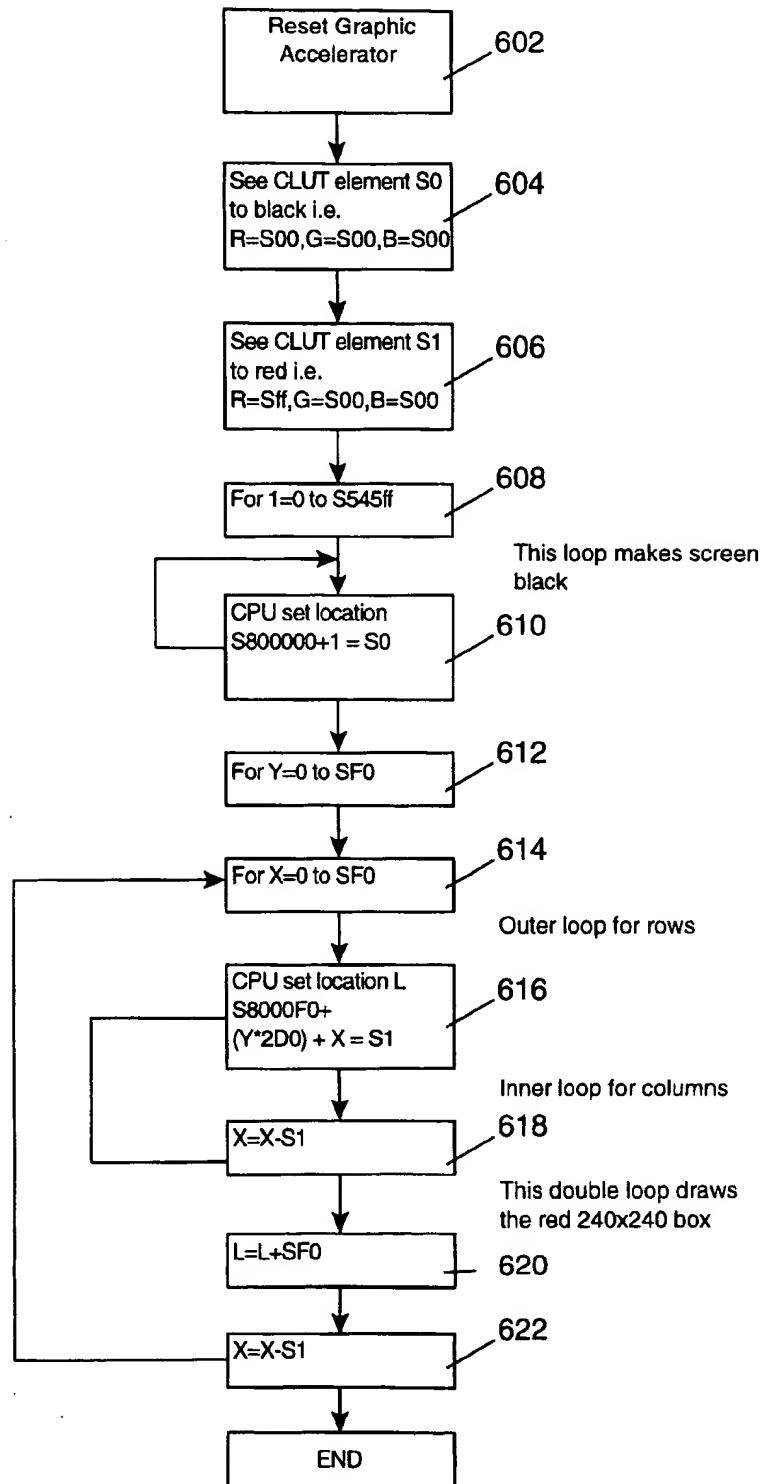 Reset Graphic
Accelerator
602
See CLUT element S0
to black i.e.
R=S00,G=S00,B=S00
604
See CLUT element S1
to red i.e.
R=Sff,G=S00,B=S00
606
For 1=0 to S545ff
608
This loop makes screen
black
CPU set location
S800000+1 = S0
610
For Y=0 to SF0
612
For X=0 to SF0
614
Outer loop for rows
CPU set location L
S8000F0+
(Y*2D0) + X = S1
616
Inner loop for columns
X=X-S1
618
This double loop draws
the red 240x240 box
L=L+SF0
620
X=X-S1
622
END